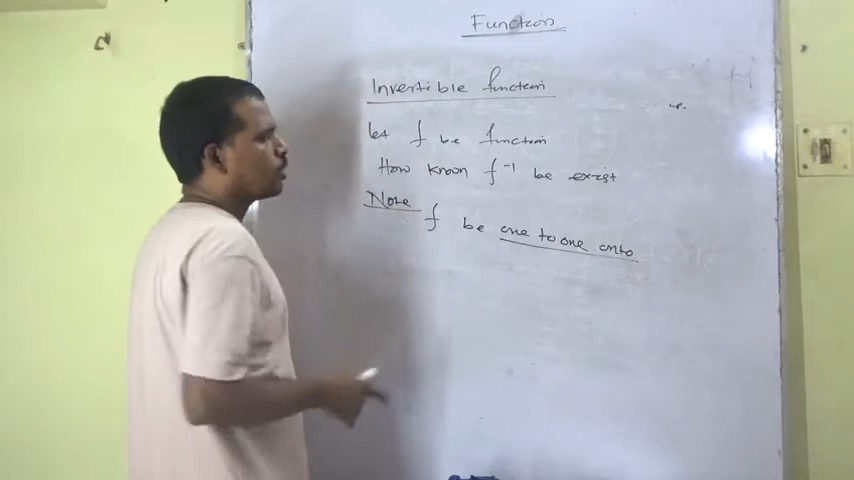 Function
Invertible function
let f be function
How known f⁻¹ be exist
Note
f be one to one onto